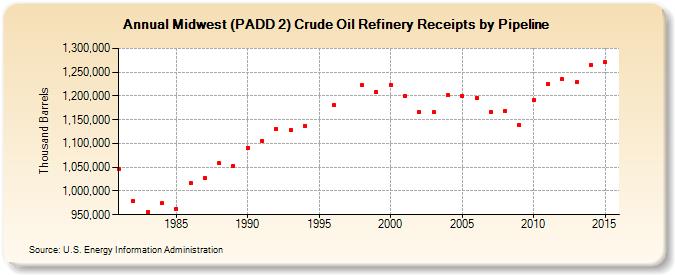 Annual Midwest (PADD 2) Crude Oil Refinery Receipts by Pipeline
Thousand Barrels
1,300,000
1,250,000
1,200,000
1,150,000
1,100,000
1,050,000
1,000,000
950,000
1985 1990 1995 2000 2005 2010 2015
Source: U.S. Energy Information Administration